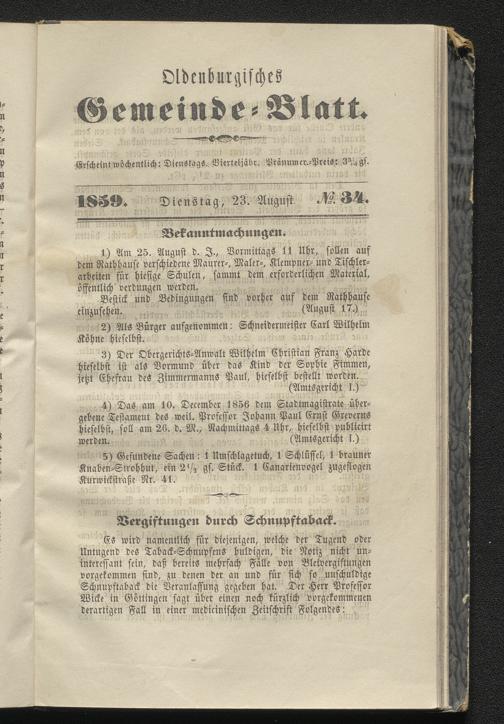 Oldenburgisches
Gemeinde-Blatt.
Erscheint wöchentlich: Dienstags. Vierteljähr. Pränumer.-Preis: 3¾ gs.
1859. Dienstag, 23. August. № 34.
Bekanntmachungen.
1) Am 25. August d. J., Vormittags 11 Uhr, sollen auf
dem Rathhause verschiedene Maurer-, Maler-, Klempner- und Tischler-
arbeiten für hiesige Schulen, sammt dem erforderlichen Material,
öffentlich verdungen werden.
Bestick und Bedingungen sind vorher auf dem Rathhause
einzusehen. (August 17.)
2) Als Bürger aufgenommen: Schneidermeister Carl Wilhelm
Köhne hieselbst.
3) Der Obergerichts-Anwalt Wilhelm Christian Franz Harde
hieselbst ist als Vormund über das Kind der Sophie Fimmen,
jetzt Ehefrau des Zimmermanns Paul, hieselbst bestellt worden.
(Amtsgericht I.)
4) Das am 10. December 1856 dem Stadtmagistrate über-
gebene Testament des weil. Professor Johann Paul Ernst Greverns
hieselbst, soll am 26. d. M., Nachmittags 4 Uhr, hieselbst publicirt
werden. (Amtsgericht I.)
5) Gefundene Sachen: 1 Umschlagetuch, 1 Schlüssel, 1 brauner
Knaben-Strohhut, ein 2½ gs. Stück. 1 Canarienvogel zugeflogen
Kurwickstraße Nr. 41.
Vergiftungen durch Schnupftaback.
Es wird namentlich für diejenigen, welche der Tugend oder
Untugend des Taback-Schnupfens huldigen, die Notiz nicht un-
interessant sein, daß bereits mehrfach Fälle von Bleivergiftungen
vorgekommen sind, zu denen der an und für sich so unschuldige
Schnupftaback die Veranlassung gegeben hat. Der Herr Professor
Wicke in Göttingen sagt über einen noch kürzlich vorgekommenen
derartigen Fall in einer medicinischen Zeitschrift Folgendes: